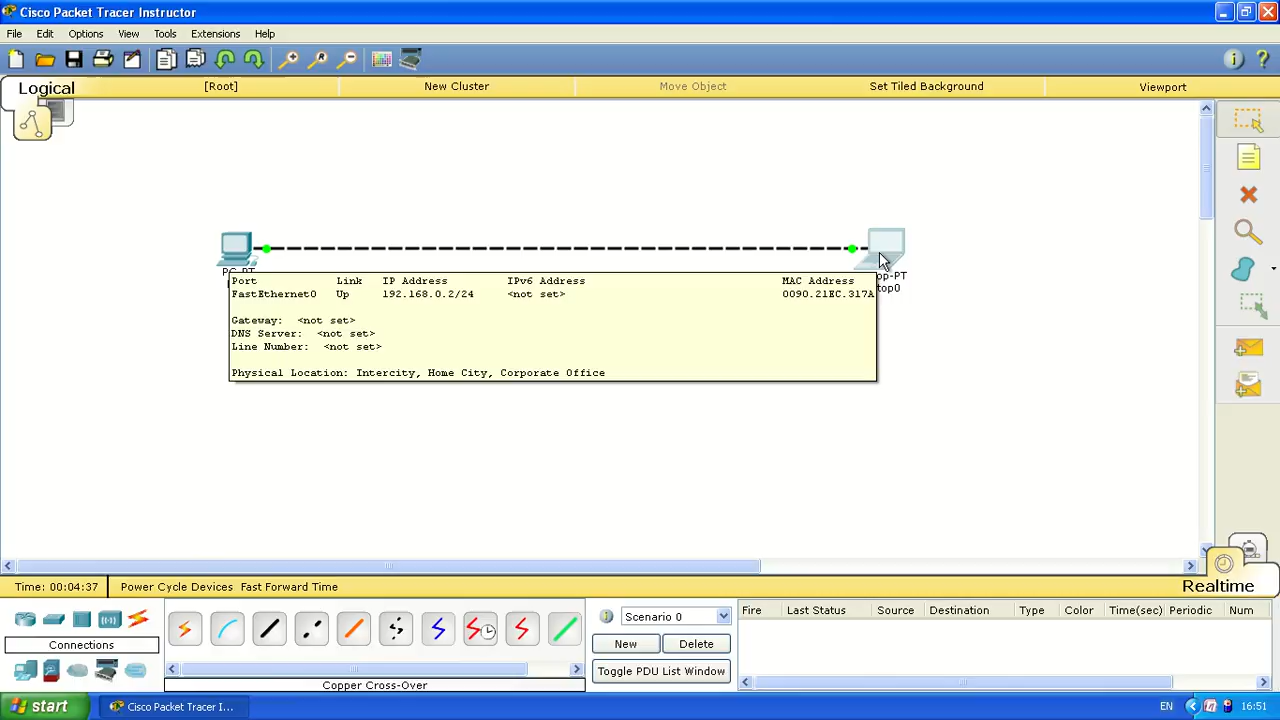 Cisco Packet Tracer Instructor
File Edit Options View Tools Extensions Help
Logical [Root] New Cluster Move Object Set Tiled Background Viewport
PC-PT
op-PT
top0
Port Link IP Address IPv6 Address MAC Address
FastEthernet0 Up 192.168.0.2/24 <not set> 0090.21EC.317A
Gateway: <not set>
DNS Server: <not set>
Line Number: <not set>
Physical Location: Intercity, Home City, Corporate Office
Time: 00:04:37 Power Cycle Devices Fast Forward Time Realtime
Connections
Copper Cross-Over
Scenario 0
New Delete
Toggle PDU List Window
Fire Last Status Source Destination Type Color Time(sec) Periodic Num
start Cisco Packet Tracer I... EN 16:51